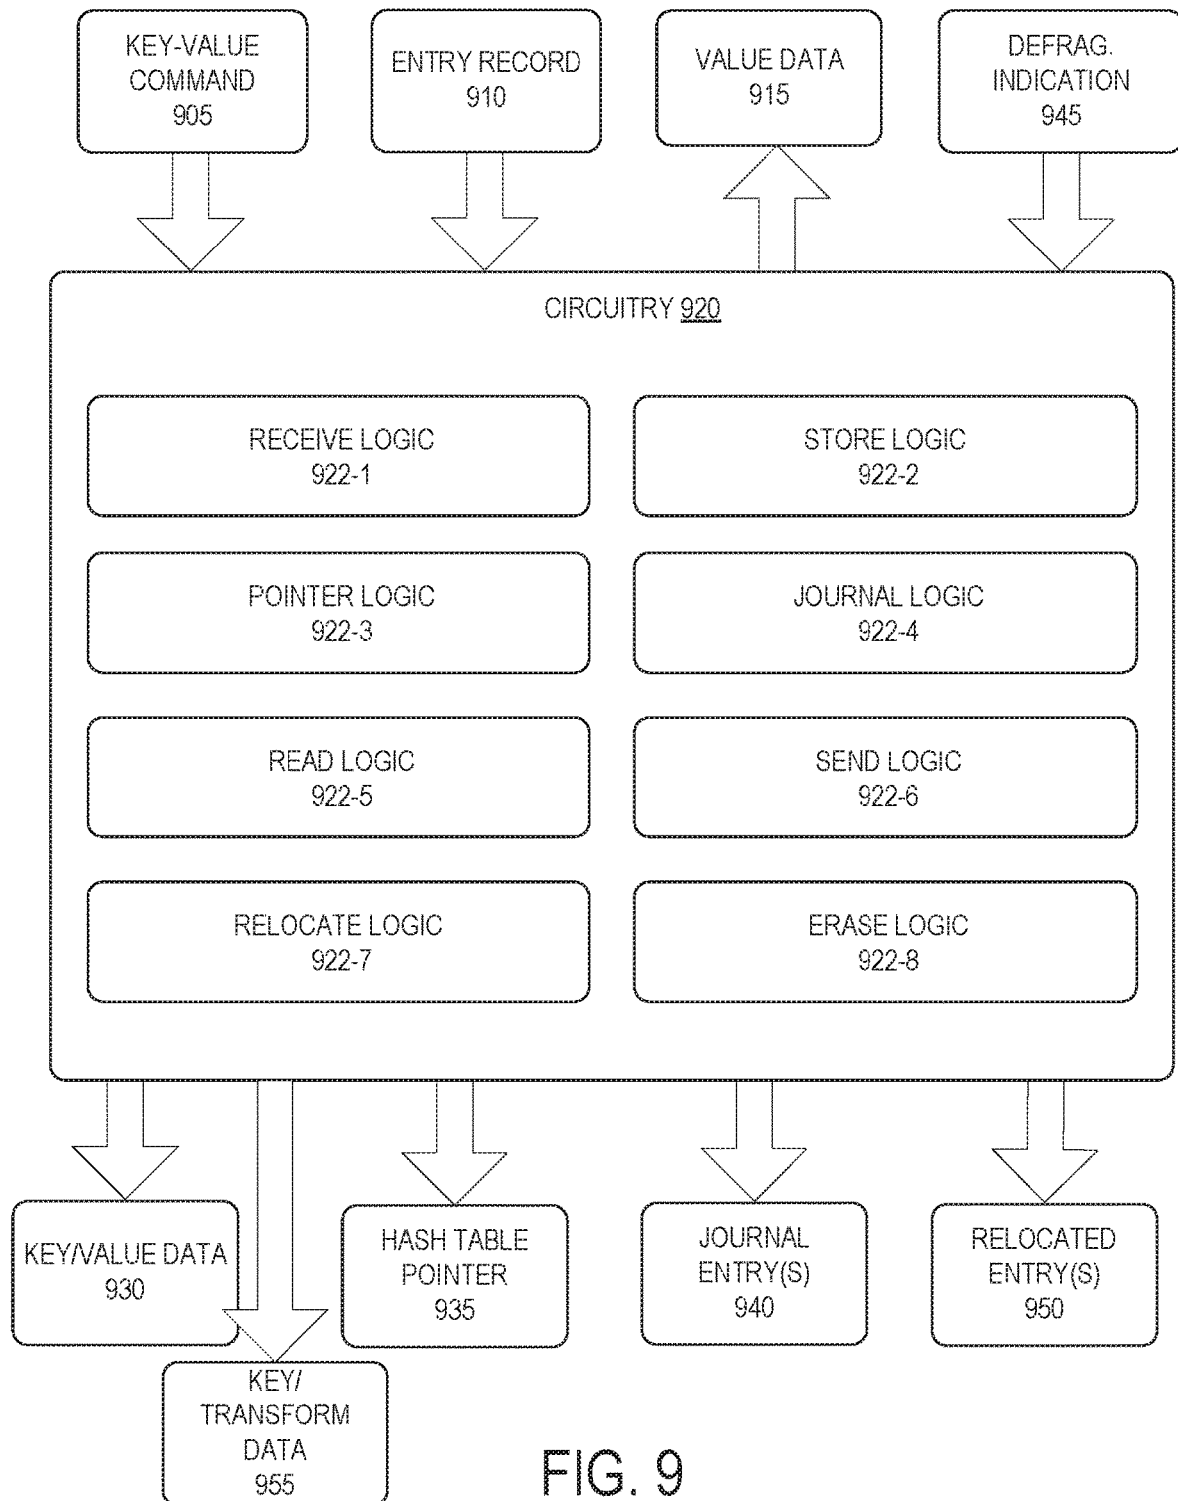 KEY-VALUE
COMMAND
905
ENTRY RECORD
910
VALUE DATA
915
DEFRAG.
INDICATION
945
CIRCUITRY 920
RECEIVE LOGIC
922-1
STORE LOGIC
922-2
POINTER LOGIC
922-3
JOURNAL LOGIC
922-4
READ LOGIC
922-5
SEND LOGIC
922-6
RELOCATE LOGIC
922-7
ERASE LOGIC
922-8
KEY/VALUE DATA
930
HASH TABLE
POINTER
935
JOURNAL
ENTRY(S)
940
RELOCATED
ENTRY(S)
950
KEY/
TRANSFORM
DATA
955
FIG. 9